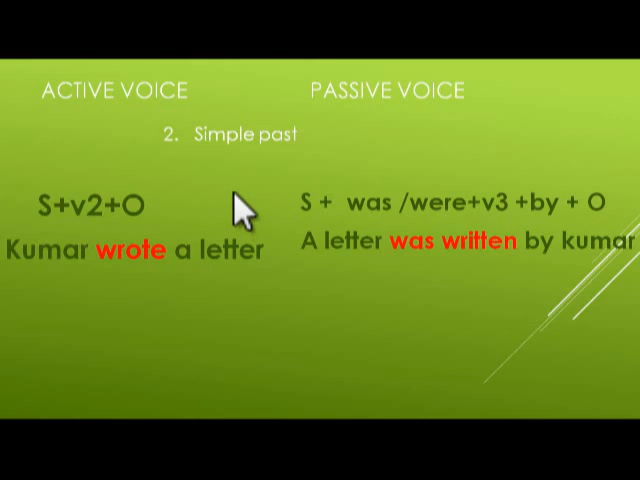 ACTIVE VOICE
PASSIVE VOICE
2. Simple past
S+v2+O
S + was /were+v3 +by + O
Kumar wrote a letter
A letter was written by kumar